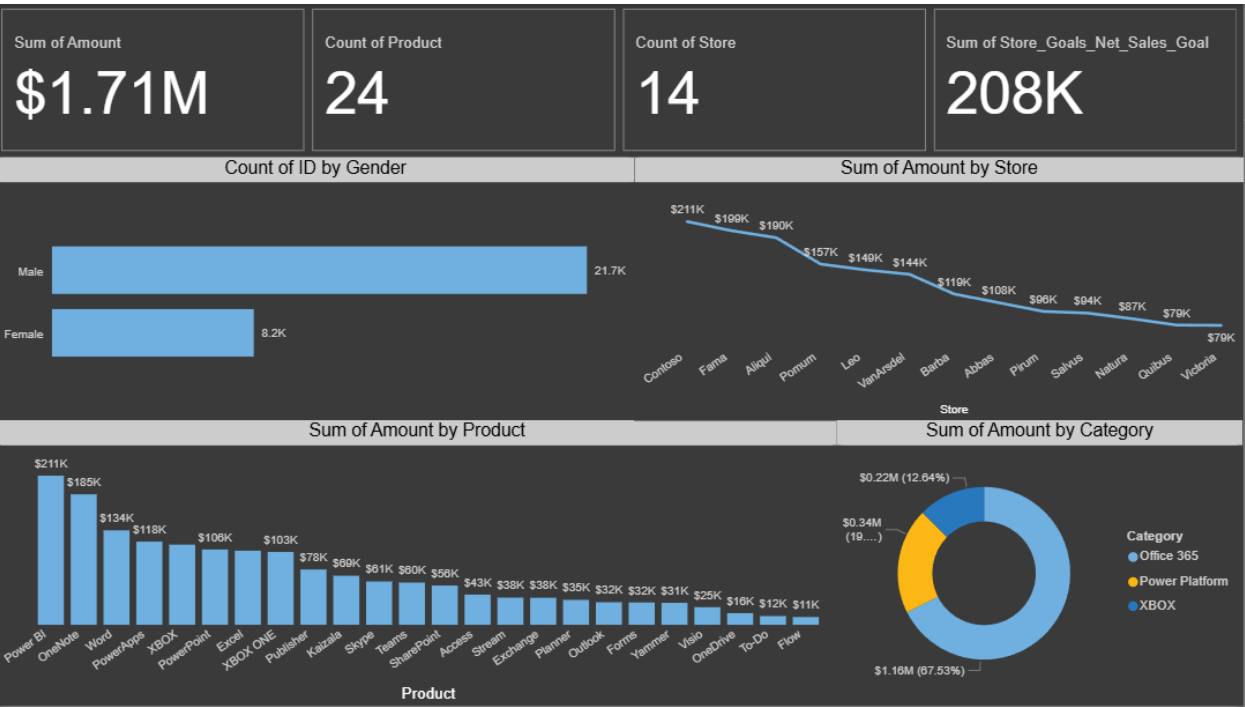 Sum of Amount
$1.71M
Count of Product
24
Count of Store
14
Sum of Store_Goals_Net_Sales_Goal
208K
Count of ID by Gender
Male
21.7K
Female
8.2K
Sum of Amount by Store
$211K
$199K
$190K
$157K
$149K
$144K
$119K
$108K
$96K
$94K
$87K
$79K
$79K
Contoso
Fama
Aliqui
Pomum
Leo
VanArsdel
Barba
Abbas
Pirum
Salvus
Natura
Quibus
Victoria
Store
Sum of Amount by Product
$211K
$185K
$134K
$118K
$106K
$103K
$78K
$69K
$61K
$60K
$56K
$43K
$38K
$38K
$35K
$32K
$32K
$31K
$25K
$16K
$12K
$11K
Power BI
OneNote
Word
PowerApps
XBOX
PowerPoint
Excel
XBOX ONE
Publisher
Kaizala
Skype
Teams
SharePoint
Access
Stream
Exchange
Planner
Outlook
Forms
Yammer
Visio
OneDrive
To-Do
Flow
Product
Sum of Amount by Category
$0.22M (12.64%)
$0.34M
(19....)
$1.16M (67.53%)
Category
Office 365
Power Platform
XBOX